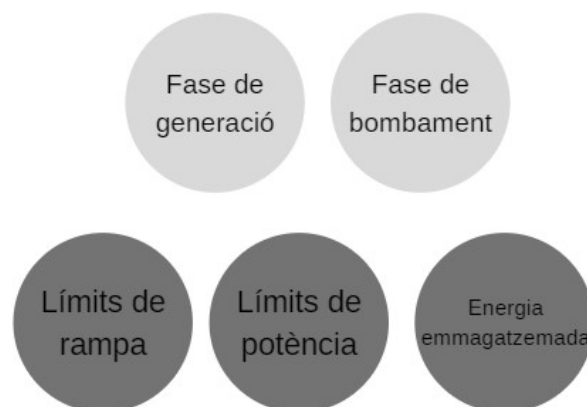 Fase de
generació
Fase de
bombament
Límits de
rampa
Límits de
potència
Energia
emmagatzemada